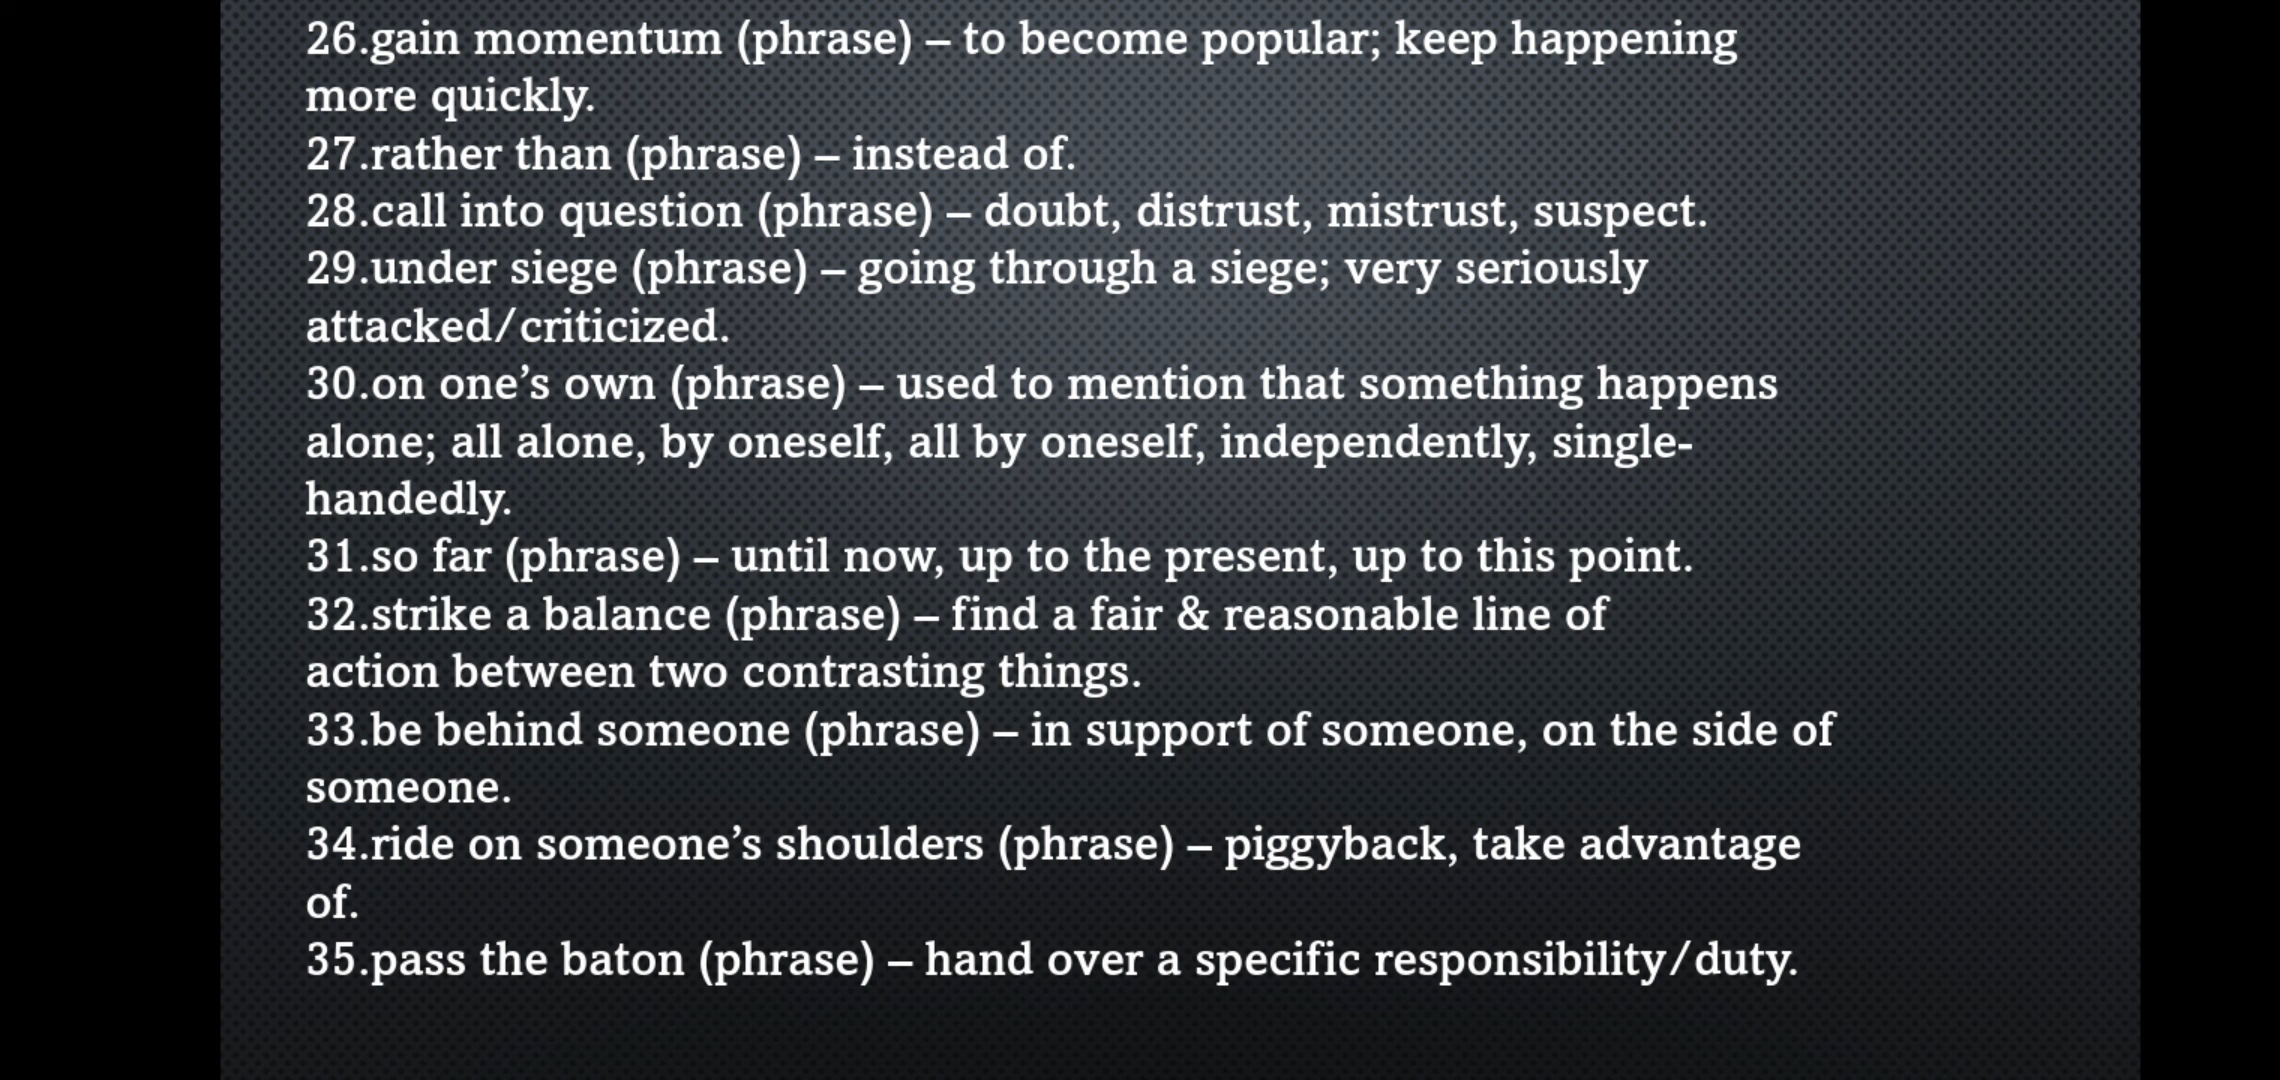 26.gain momentum (phrase) – to become popular; keep happening
more quickly.
27.rather than (phrase) – instead of.
28.call into question (phrase) – doubt, distrust, mistrust, suspect.
29.under siege (phrase) – going through a siege; very seriously
attacked/criticized.
30.on one’s own (phrase) – used to mention that something happens
alone; all alone, by oneself, all by oneself, independently, single-
handedly.
31.so far (phrase) – until now, up to the present, up to this point.
32.strike a balance (phrase) – find a fair & reasonable line of
action between two contrasting things.
33.be behind someone (phrase) – in support of someone, on the side of
someone.
34.ride on someone’s shoulders (phrase) – piggyback, take advantage
of.
35.pass the baton (phrase) – hand over a specific responsibility/duty.